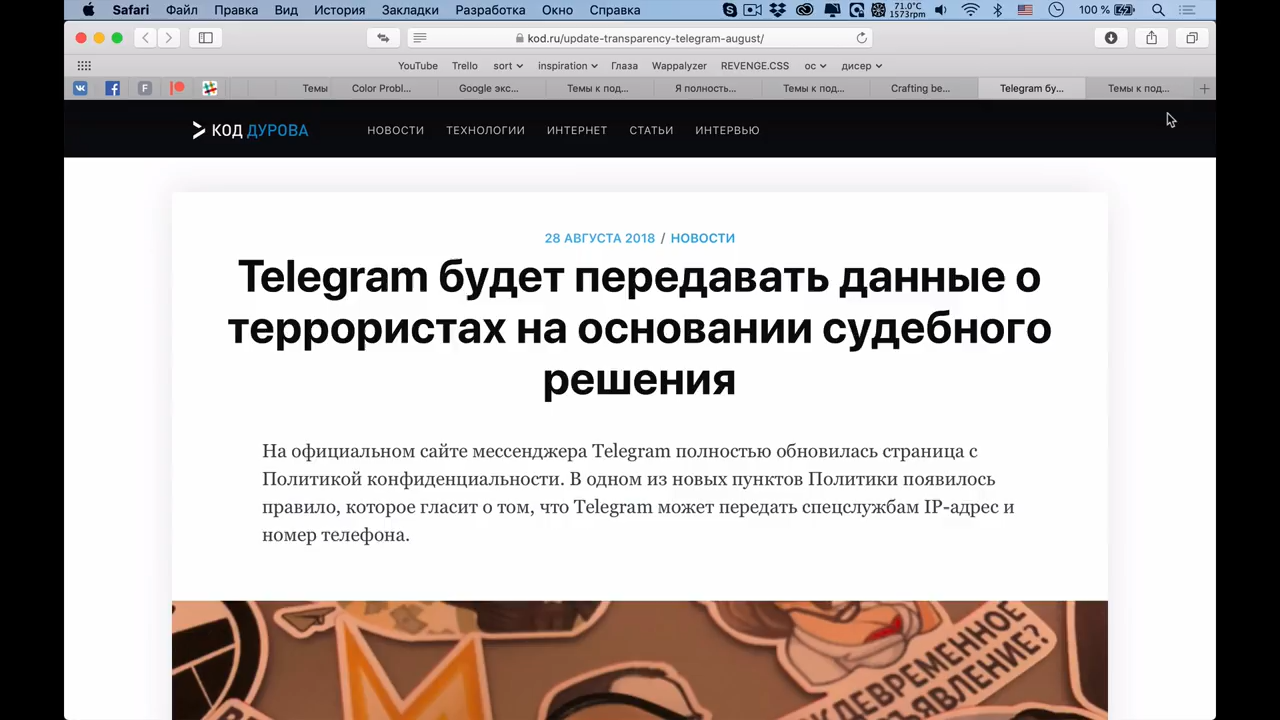 Safari Файл Правка Вид История Закладки Разработка Окно Справка 71.0°C 1573rpm 100 %
kod.ru/update-transparency-telegram-august/
YouTube Trello sort inspiration Глаза Wappalyzer REVENGE.CSS ос дисер
F Темы Color Probl... Google экс... Темы к под... Я полность... Темы к под... Crafting be... Telegram бу... Темы к под...
КОД ДУРОВА НОВОСТИ ТЕХНОЛОГИИ ИНТЕРНЕТ СТАТЬИ ИНТЕРВЬЮ
28 АВГУСТА 2018 / НОВОСТИ
Telegram будет передавать данные о
террористах на основании судебного
решения
На официальном сайте мессенджера Telegram полностью обновилась страница с
Политикой конфиденциальности. В одном из новых пунктов Политики появилось
правило, которое гласит о том, что Telegram может передать спецслужбам IP-адрес и
номер телефона.